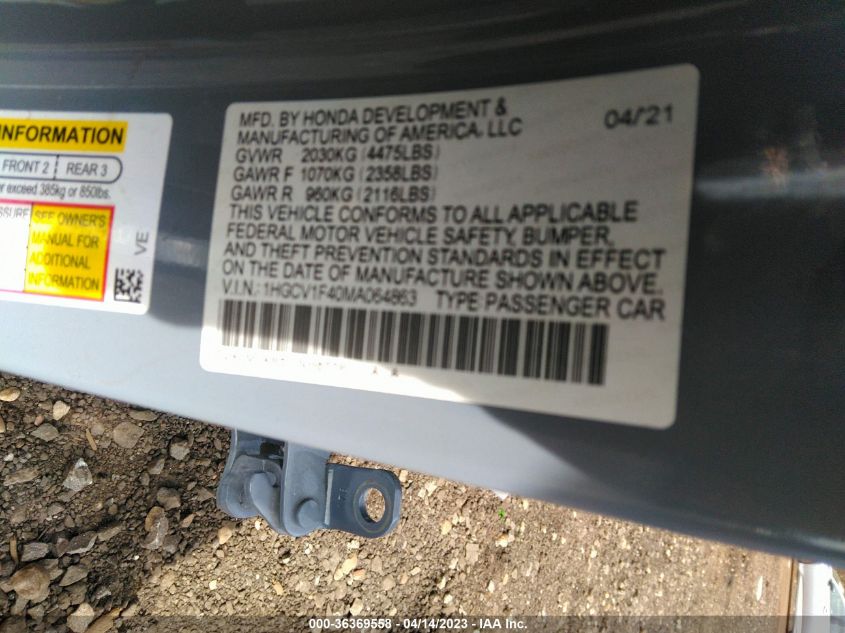 INFORMATION
FRONT 2 REAR 3
exceed 385kg or 850lbs.
SEE OWNER'S
MANUAL FOR
ADDITIONAL
INFORMATION
VE
MFD. BY HONDA DEVELOPMENT &
MANUFACTURING OF AMERICA, LLC
04/'21
GVWR 2030KG (4475LBS)
GAWR F 1070KG (2358LBS)
GAWR R 960KG (2116LBS)
THIS VEHICLE CONFORMS TO ALL APPLICABLE
FEDERAL MOTOR VEHICLE SAFETY, BUMPER,
AND THEFT PREVENTION STANDARDS IN EFFECT
ON THE DATE OF MANUFACTURE SHOWN ABOVE.
V.I.N.: 1HGCV1F40MA064863 TYPE PASSENGER CAR
000-36369558 - 04/14/2023 - IAA Inc.